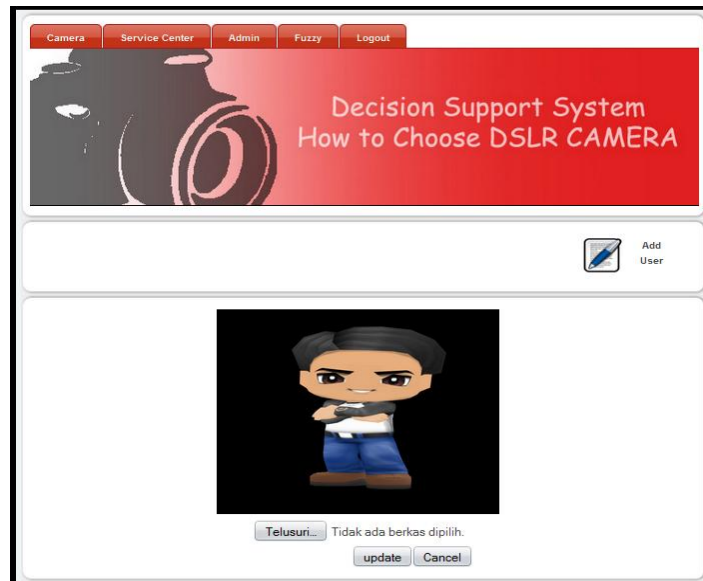 Camera Service Center Admin Fuzzy Logout
Decision Support System
How to Choose DSLR CAMERA
Add
User
Telusuri... Tidak ada berkas dipilih.
update Cancel